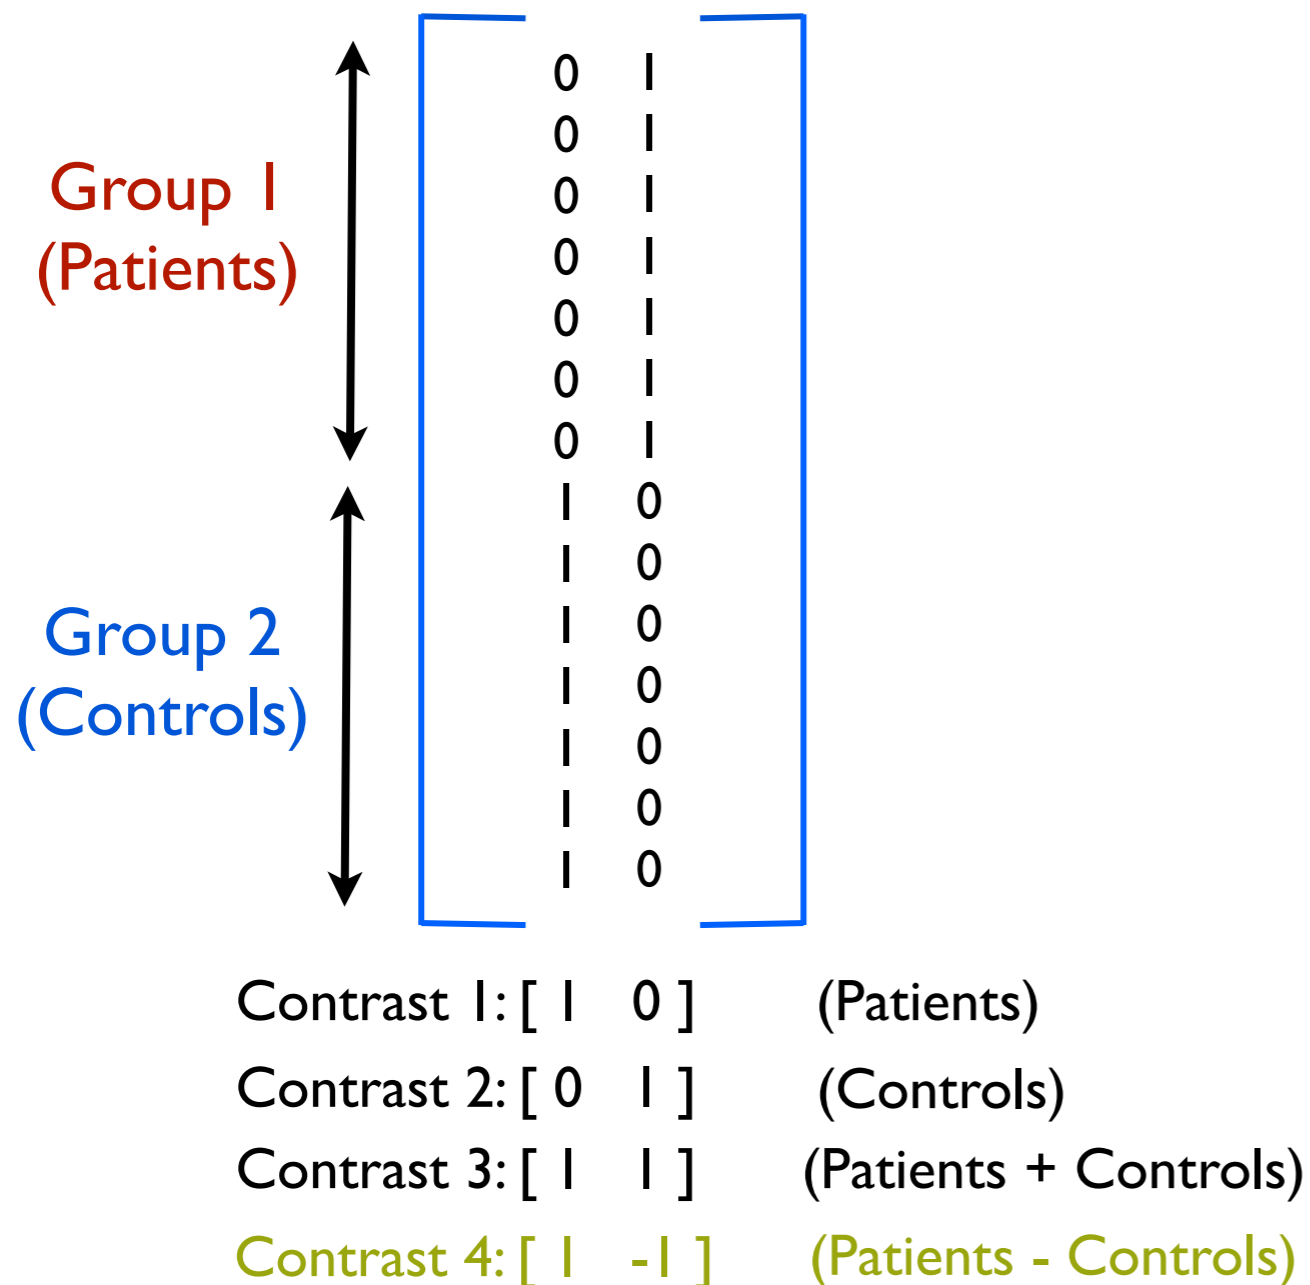 0 1
0 1
0 1
0 1
0 1
0 1
0 1
1 0
1 0
1 0
1 0
1 0
1 0
1 0
Group 1
(Patients)
Group 2
(Controls)
Contrast 1: [ 1 0 ] (Patients)
Contrast 2: [ 0 1 ] (Controls)
Contrast 3: [ 1 1 ] (Patients + Controls)
Contrast 4: [ 1 -1 ] (Patients - Controls)